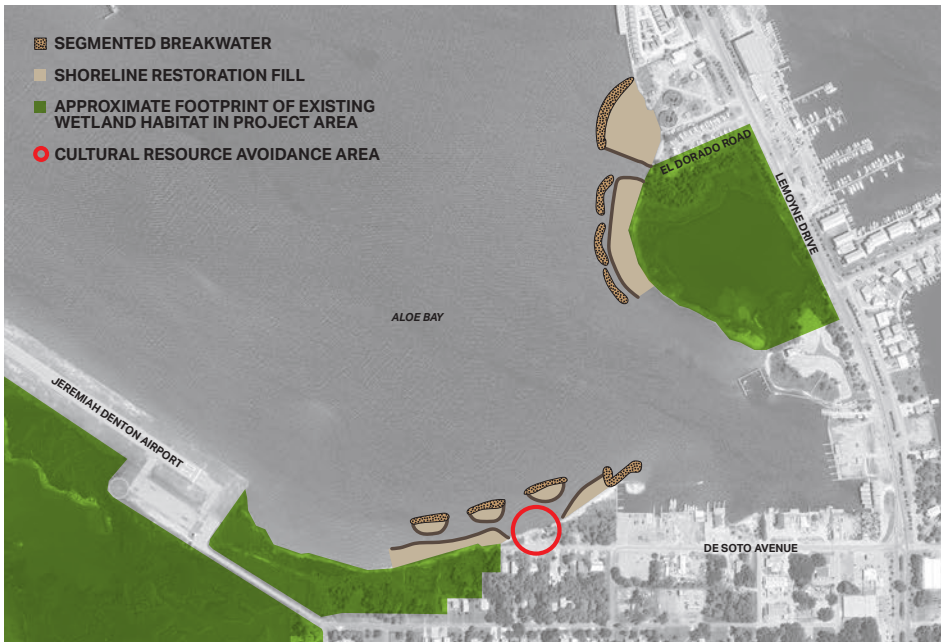 SEGMENTED BREAKWATER
SHORELINE RESTORATION FILL
APPROXIMATE FOOTPRINT OF EXISTING
WETLAND HABITAT IN PROJECT AREA
CULTURAL RESOURCE AVOIDANCE AREA
EL DORADO ROAD
LEMOYNE DRIVE
ALOE BAY
JEREMIAH DENTON AIRPORT
DE SOTO AVENUE